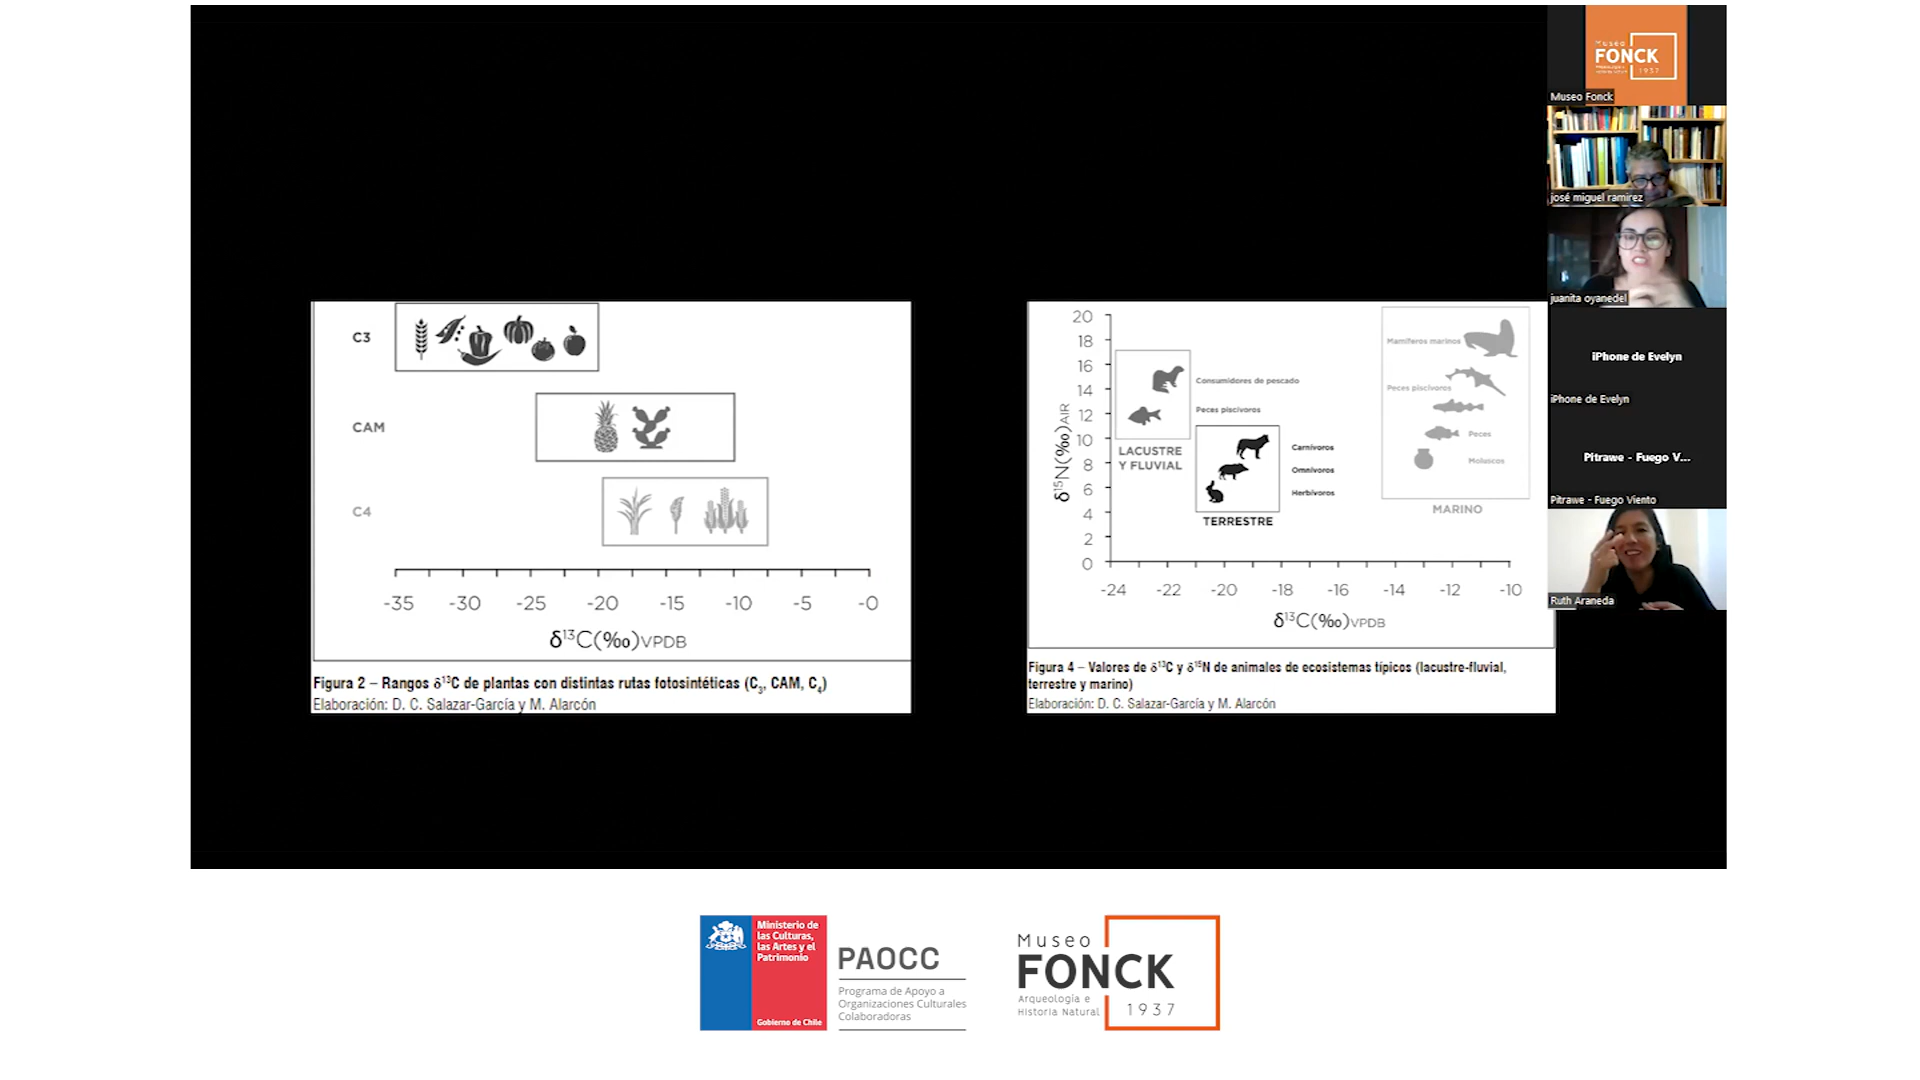 C3
CAM
C4
-35 -30 -25 -20 -15 -10 -5 -0
δ¹³C(‰)VPDB
Figura 2 – Rangos δ¹³C de plantas con distintas rutas fotosintéticas (C₃, CAM, C₄)
Elaboración: D. C. Salazar-García y M. Alarcón
20
18
16
14
12
10
8
6
4
2
0
δ¹⁵N(‰)AIR
Consumidores de pescado
Peces piscívoros
LACUSTRE
Y FLUVIAL
Carnívoros
Omnívoros
Herbívoros
TERRESTRE
Mamíferos marinos
Peces piscívoros
Peces
Moluscos
MARINO
-24 -22 -20 -18 -16 -14 -12 -10
δ¹³C(‰)VPDB
Figura 4 – Valores de δ¹³C y δ¹⁵N de animales de ecosistemas típicos (lacustre-fluvial,
terrestre y marino)
Elaboración: D. C. Salazar-García y M. Alarcón
Museo
FONCK
1937
Museo Fonck
josé miguel ramirez
juanita oyanedel
iPhone de Evelyn
iPhone de Evelyn
Pitrawe - Fuego V...
Pitrawe - Fuego Viento
Ruth Araneda
Ministerio de
las Culturas,
las Artes y el
Patrimonio
Gobierno de Chile
PAOCC
Programa de Apoyo a
Organizaciones Culturales
Colaboradoras
Museo
FONCK
Arqueología e
Historia Natural
1937